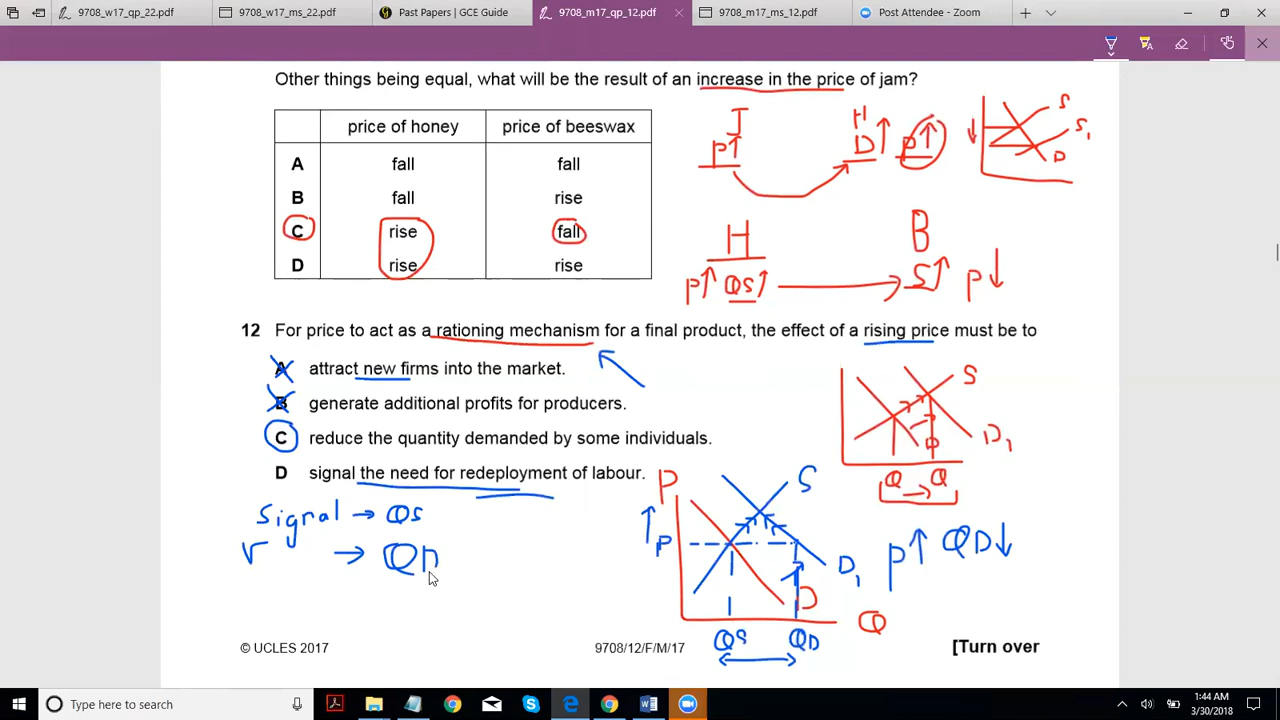 9708_w17_qp_22.pdf
9708_w17_ms_22.pdf
Past Papers | GCE Guide
9708_m17_qp_12.pdf
9708_m17_ms_12.pdf
Post Attendee - Zoom
Other things being equal, what will be the result of an increase in the price of jam?
price of honey price of beeswax
A fall fall
B fall rise
C rise fall
D rise rise
J H
P↑ D↑ P↑
S
S1
D
H B
P↑ QS↑ S↑ P↓
12 For price to act as a rationing mechanism for a final product, the effect of a rising price must be to
A attract new firms into the market.
B generate additional profits for producers.
C reduce the quantity demanded by some individuals.
D signal the need for redeployment of labour.
S
D D1
Q → Q
Signal → QS
r → QD
P S
P
D1
D
Q
QS QD
P↑ QD↓
© UCLES 2017 9708/12/F/M/17 [Turn over
Type here to search
1:44 AM
3/30/2018